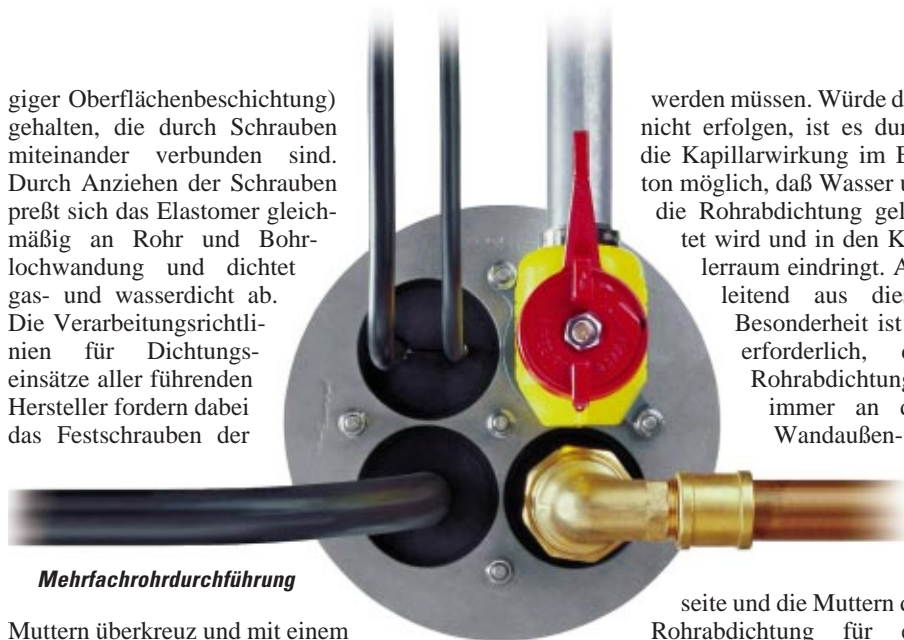 giger Oberflächenbeschichtung)
gehalten, die durch Schrauben
miteinander verbunden sind.
Durch Anziehen der Schrauben
preßt sich das Elastomer gleich-
mäßig an Rohr und Bohr-
lochwandung und dichtet
gas- und wasserdicht ab.
Die Verarbeitungsrichtli-
nien für Dichtungs-
einsätze aller führenden
Hersteller fordern dabei
das Festschrauben der
Mehrfachrohrdurchführung
Muttern überkreuz und mit einem
werden müssen. Würde d
nicht erfolgen, ist es dur
die Kapillarwirkung im B
ton möglich, daß Wasser u
die Rohrabdichtung gel
tet wird und in den K
lerraum eindringt. A
leitend aus dies
Besonderheit ist
erforderlich, d
Rohrabdichtung
immer an d
Wandaußen-
seite und die Muttern d
Rohrabdichtung für d